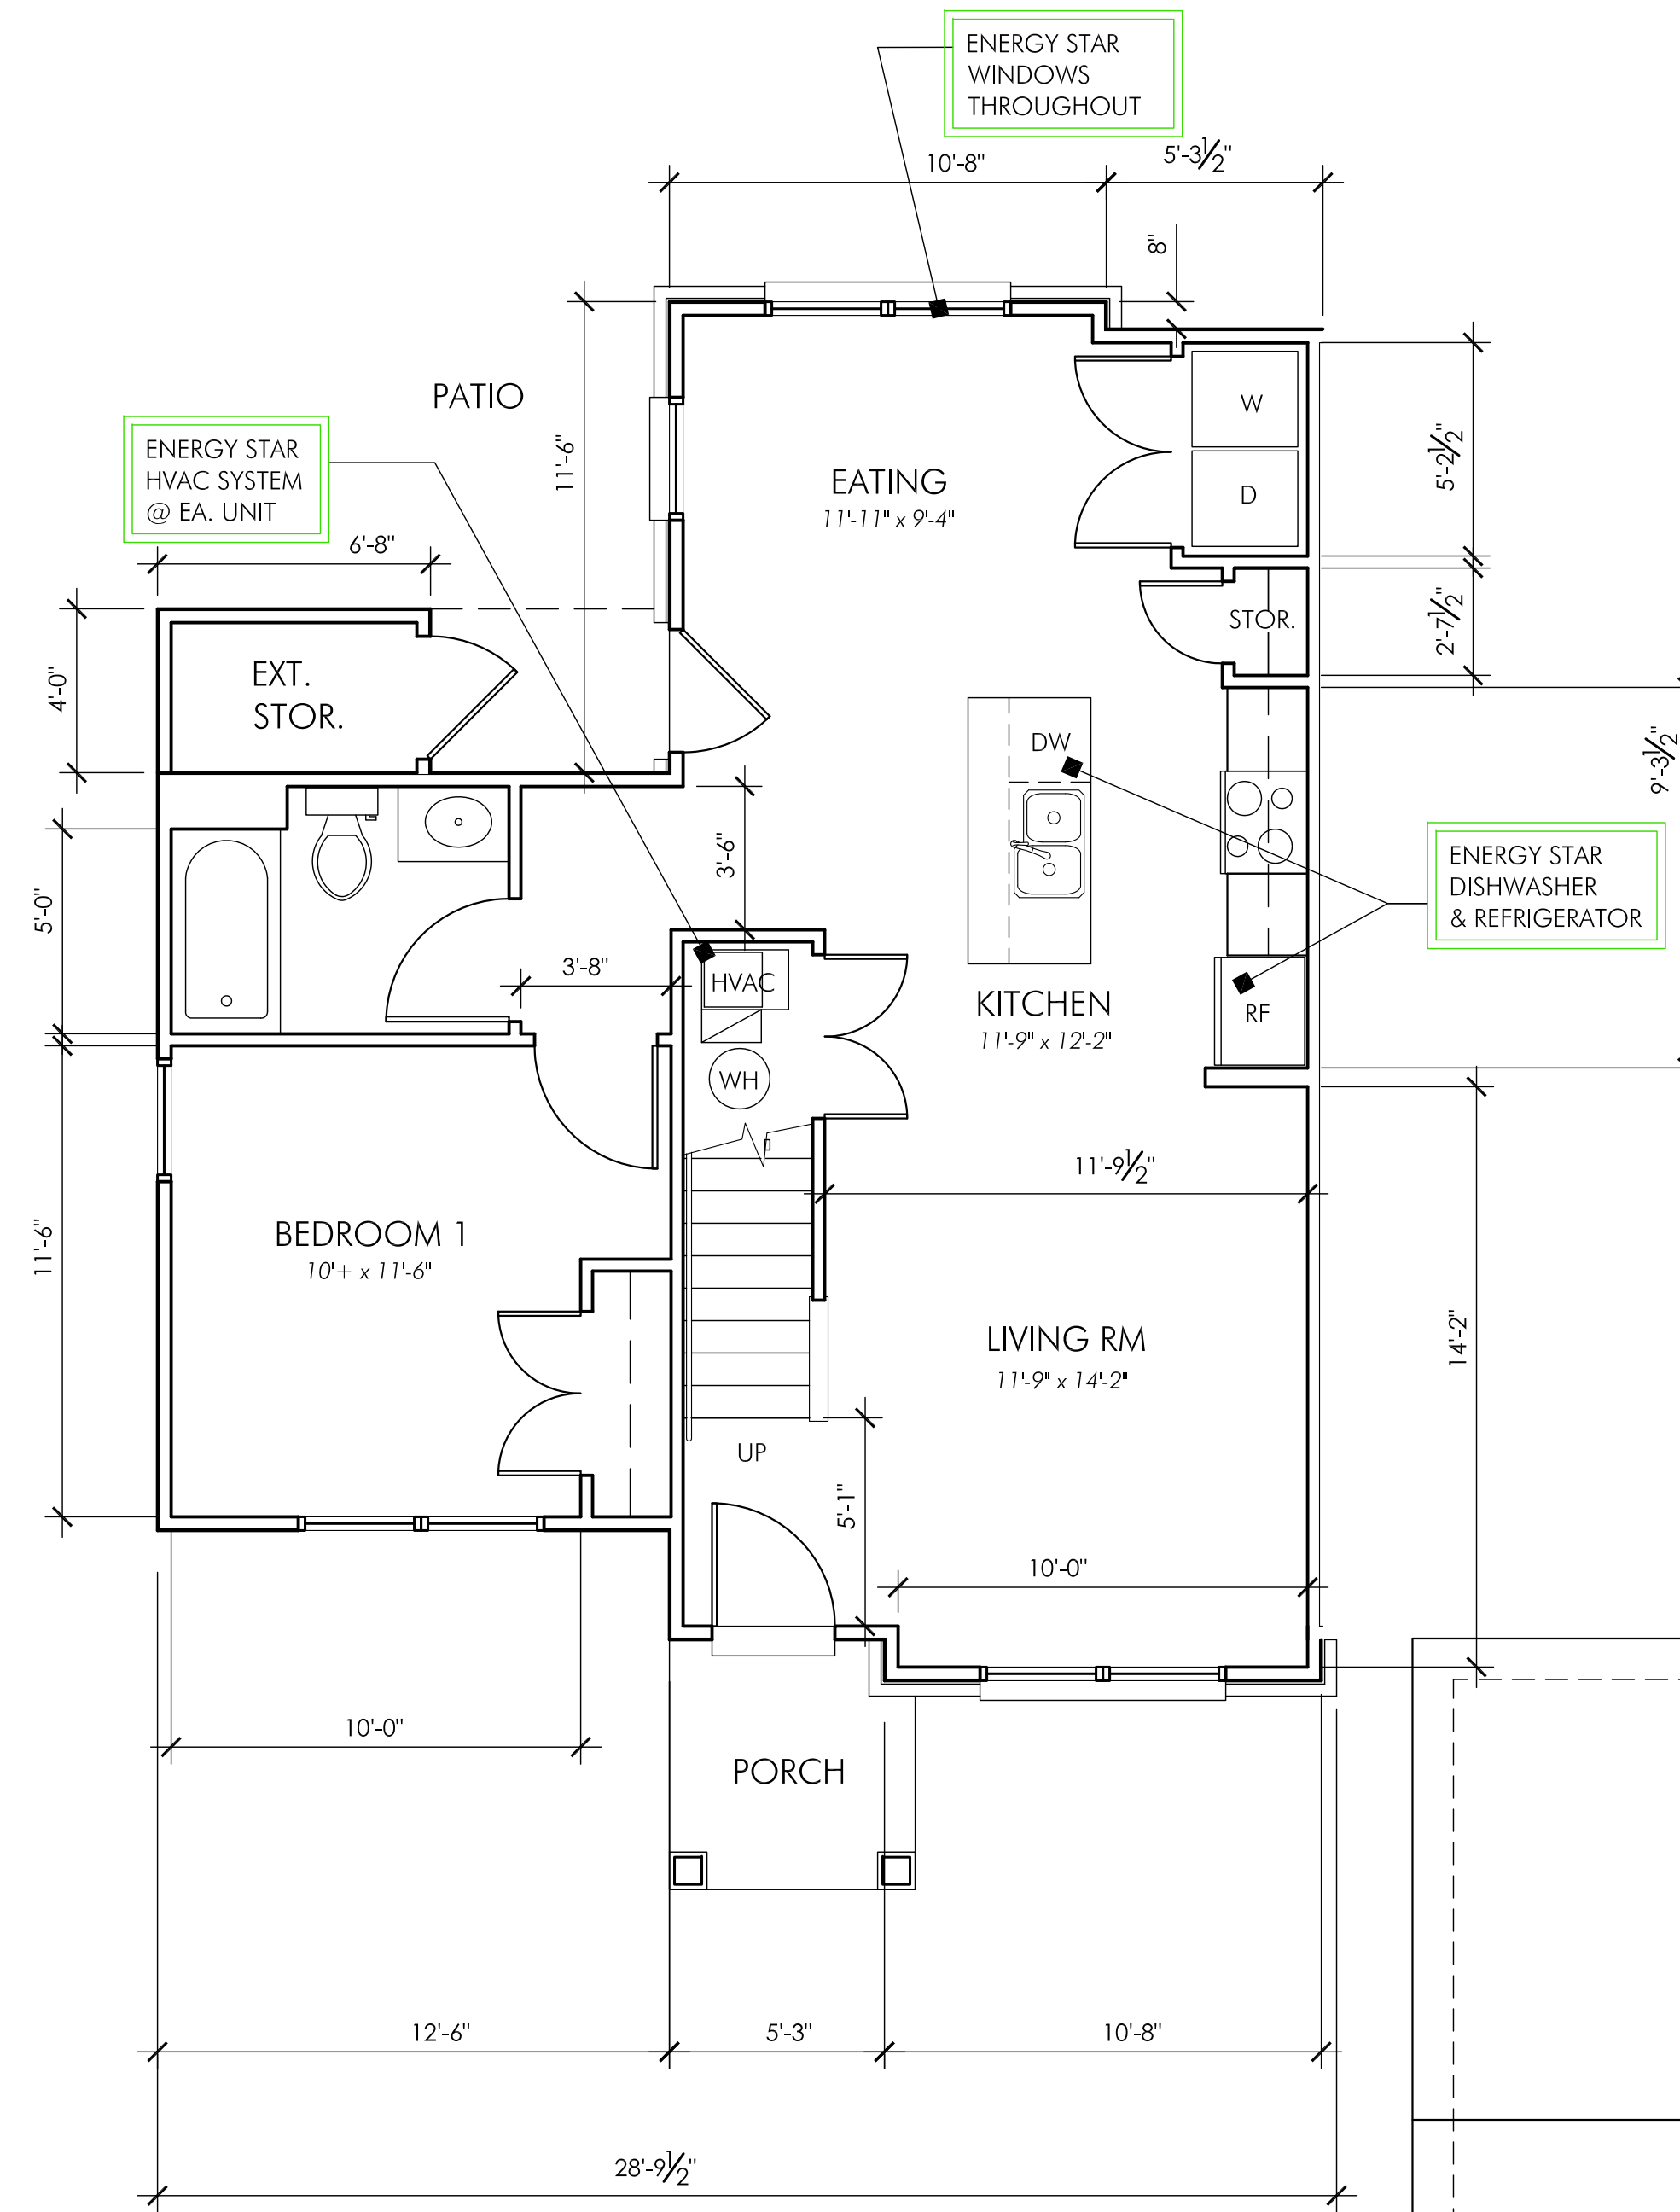 ENERGY STAR
WINDOWS
THROUGHOUT
10'-8"
5'-3½"
8"
PATIO
ENERGY STAR
HVAC SYSTEM
@ EA. UNIT
11'-6"
EATING
11'-11" x 9'-4"
W
D
5'-2½"
6'-8"
STOR.
2'-7½"
4'-0"
EXT.
STOR.
DW
9'-3½"
5'-0"
3'-6"
ENERGY STAR
DISHWASHER
& REFRIGERATOR
3'-8"
HVAC
KITCHEN
11'-9" x 12'-2"
RF
WH
11'-9½"
11'-6"
BEDROOM 1
10'+ x 11'-6"
LIVING RM
11'-9" x 14'-2"
14'-2"
UP
5'-1"
10'-0"
10'-0"
PORCH
12'-6"
5'-3"
10'-8"
28'-9½"